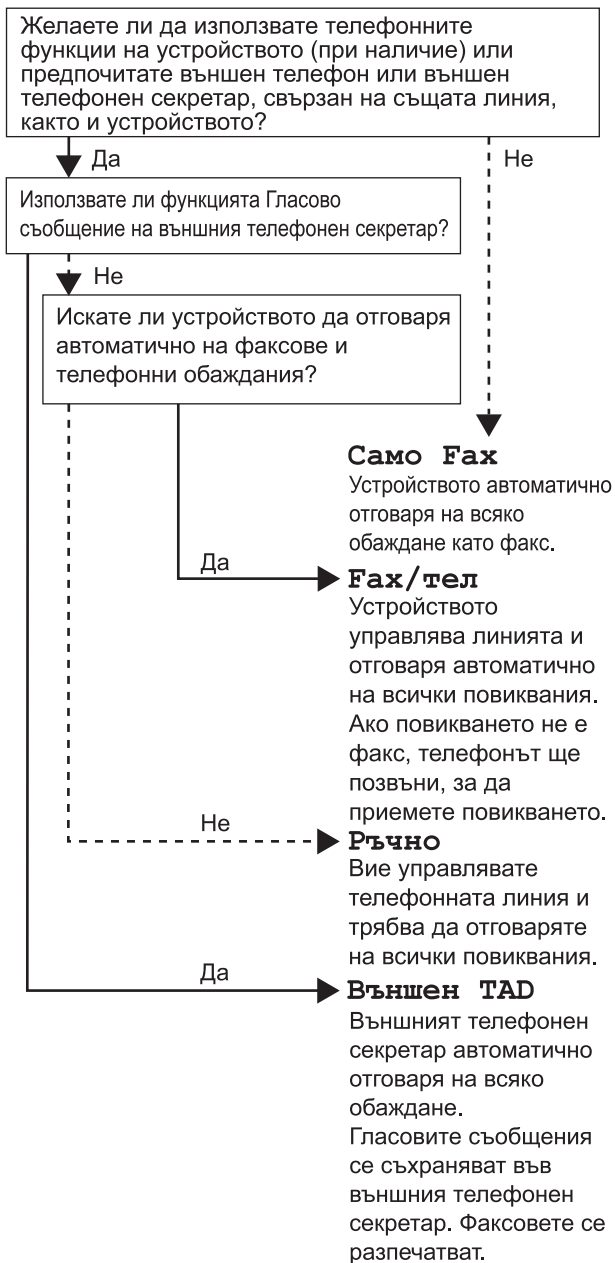 Желаете ли да използвате телефонните
функции на устройството (при наличие) или
предпочитате външен телефон или външен
телефонен секретар, свързан на същата линия,
както и устройството?
Да
Не
Използвате ли функцията Гласово
съобщение на външния телефонен секретар?
Не
Искате ли устройството да отговаря
автоматично на факсове и
телефонни обаждания?
Само Fax
Устройството автоматично
отговаря на всяко
обаждане като факс.
Да
Fax/тел
Устройството
управлява линията и
отговаря автоматично
на всички повиквания.
Ако повикването не е
факс, телефонът ще
позвъни, за да
приемете повикването.
Не
Ръчно
Вие управлявате
телефонната линия и
трябва да отговаряте
на всички повиквания.
Да
Външен TAD
Външният телефонен
секретар автоматично
отговаря на всяко
обаждане.
Гласовите съобщения
се съхраняват във
външния телефонен
секретар. Факсовете се
разпечатват.